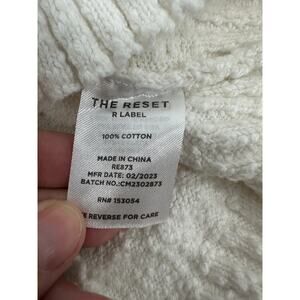 THE RESET
R LABEL
100% COTTON
MADE IN CHINA
RE873
MFR DATE: 02/2023
BATCH NO.:CM2302873
RN# 153054
REVERSE FOR CARE